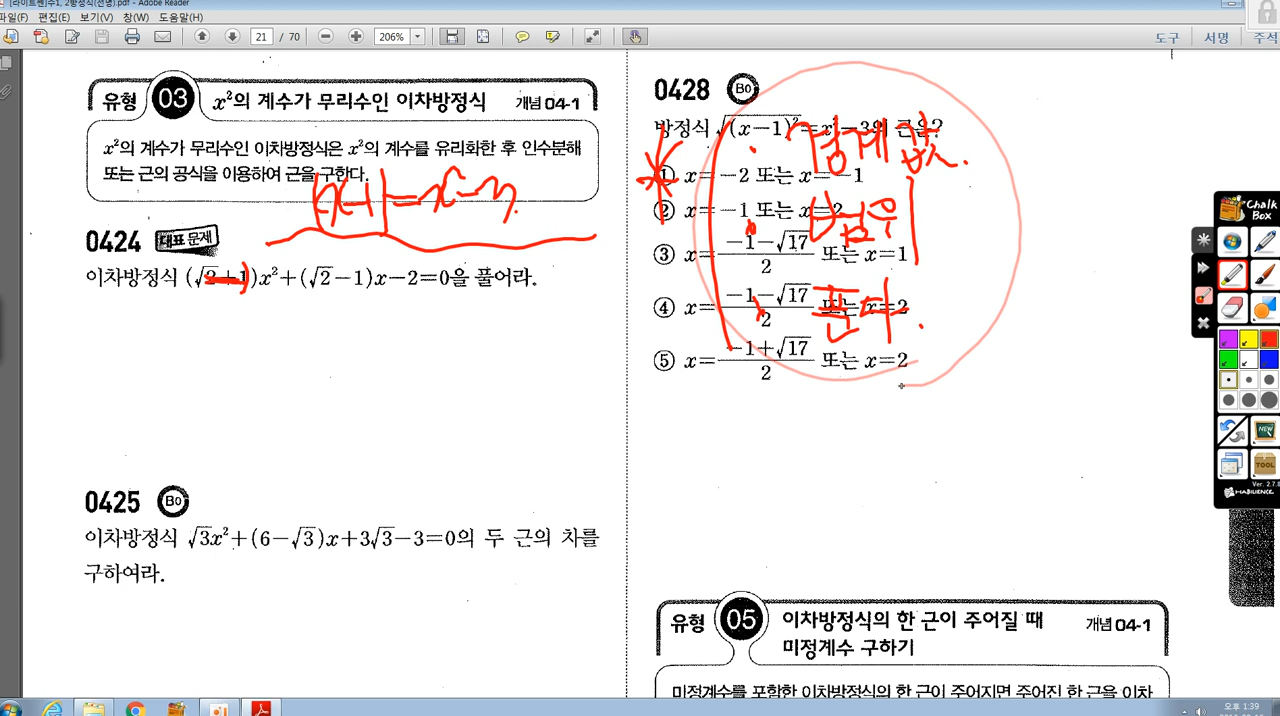 [라이트쎈]수1, 2방정식(선생).pdf - Adobe Reader
파일(F) 편집(E) 보기(V) 창(W) 도움말(H)
21 / 70 206% 도구 서명 주석
유형 03 x²의 계수가 무리수인 이차방정식 개념 04-1
x²의 계수가 무리수인 이차방정식은 x²의 계수를 유리화한 후 인수분해
또는 근의 공식을 이용하여 근을 구한다.
|x-1| = x²-3
0424 대표 문제
이차방정식 (√2+1)x²+(√2-1)x-2=0을 풀어라.
0425 B0
이차방정식 √3x²+(6-√3)x+3√3-3=0의 두 근의 차를
구하여라.
0428 B0
방정식 √(x-1)²=x²-3의 근은?
① x=-2 또는 x=-1
② x=-1 또는 x=2
③ x=(-1-√17)/2 또는 x=1
④ x=(-1-√17)/2 또는 x=2
⑤ x=(-1+√17)/2 또는 x=2
경계값
푼다.
유형 05 이차방정식의 한 근이 주어질 때 개념 04-1
미정계수 구하기
미정계수를 포함한 이차방정식의 한 근이 주어지면 주어진 한 근을 이차
Chalk
Box
NEW
TOOL
Ver. 2.7.8
HABILIENCE
오후 1:39